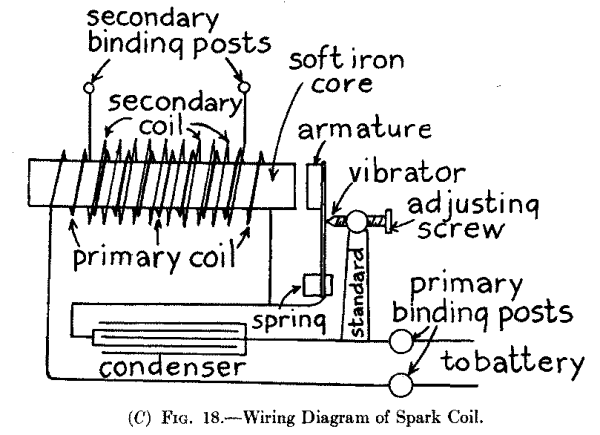 secondary
binding posts
soft iron
core
secondary
coil
armature
vibrator
adjusting
screw
primary coil
standard
spring
primary
binding posts
condenser
to battery
(C) FIG. 18.—Wiring Diagram of Spark Coil.